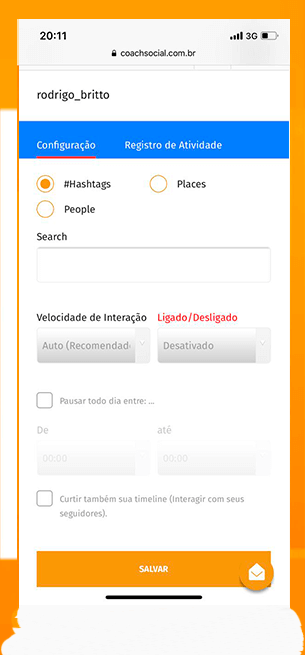 20:11
3G
coachsocial.com.br
rodrigo_britto
Configuração Registro de Atividade
#Hashtags Places
People
Search
Velocidade de Interação Ligado/Desligado
Auto (Recomendad Desativado
Pausar todo dia entre: ...
De até
00:00 00:00
Curtir também sua timeline (Interagir com seus
seguidores).
SALVAR